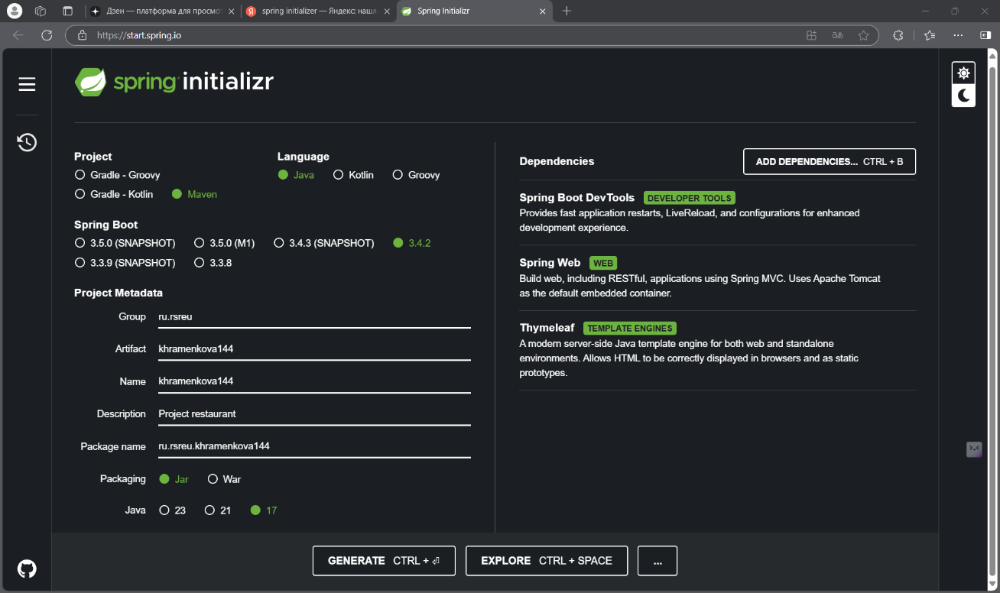 Дзен — платформа для просмот
spring initializer — Яндекс: нашл
Spring Initializr
https://start.spring.io
spring initializr
Project
Gradle - Groovy
Gradle - Kotlin
Maven
Language
Java
Kotlin
Groovy
Spring Boot
3.5.0 (SNAPSHOT)
3.5.0 (M1)
3.4.3 (SNAPSHOT)
3.4.2
3.3.9 (SNAPSHOT)
3.3.8
Project Metadata
Group ru.rsreu
Artifact khramenkova144
Name khramenkova144
Description Project restaurant
Package name ru.rsreu.khramenkova144
Packaging Jar War
Java 23 21 17
Dependencies
ADD DEPENDENCIES... CTRL + B
Spring Boot DevTools DEVELOPER TOOLS
Provides fast application restarts, LiveReload, and configurations for enhanced
development experience.
Spring Web WEB
Build web, including RESTful, applications using Spring MVC. Uses Apache Tomcat
as the default embedded container.
Thymeleaf TEMPLATE ENGINES
A modern server-side Java template engine for both web and standalone
environments. Allows HTML to be correctly displayed in browsers and as static
prototypes.
GENERATE CTRL + ⏎
EXPLORE CTRL + SPACE
...